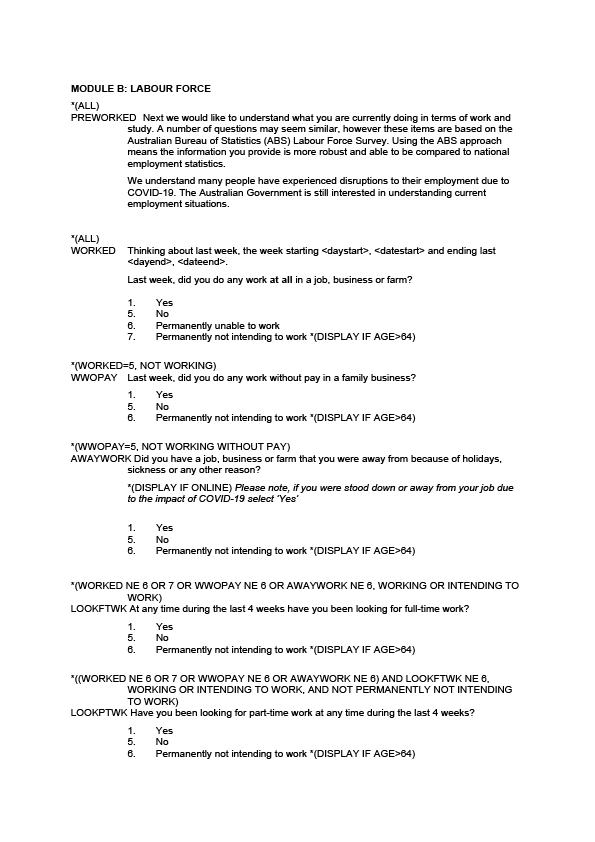 MODULE B: LABOUR FORCE
*(ALL)
PREWORKED Next we would like to understand what you are currently doing in terms of work and
study. A number of questions may seem similar, however these items are based on the
Australian Bureau of Statistics (ABS) Labour Force Survey. Using the ABS approach
means the information you provide is more robust and able to be compared to national
employment statistics.
We understand many people have experienced disruptions to their employment due to
COVID-19. The Australian Government is still interested in understanding current
employment situations.
*(ALL)
WORKED Thinking about last week, the week starting <daystart>, <datestart> and ending last
<dayend>, <dateend>.
Last week, did you do any work at all in a job, business or farm?
1. Yes
5. No
6. Permanently unable to work
7. Permanently not intending to work *(DISPLAY IF AGE>64)
*(WORKED=5, NOT WORKING)
WWOPAY Last week, did you do any work without pay in a family business?
1. Yes
5. No
6. Permanently not intending to work *(DISPLAY IF AGE>64)
*(WWOPAY=5, NOT WORKING WITHOUT PAY)
AWAYWORK Did you have a job, business or farm that you were away from because of holidays,
sickness or any other reason?
*(DISPLAY IF ONLINE) Please note, if you were stood down or away from your job due
to the impact of COVID-19 select 'Yes'
1. Yes
5. No
6. Permanently not intending to work *(DISPLAY IF AGE>64)
*(WORKED NE 6 OR 7 OR WWOPAY NE 6 OR AWAYWORK NE 6, WORKING OR INTENDING TO
WORK)
LOOKFTWK At any time during the last 4 weeks have you been looking for full-time work?
1. Yes
5. No
6. Permanently not intending to work *(DISPLAY IF AGE>64)
*((WORKED NE 6 OR 7 OR WWOPAY NE 6 OR AWAYWORK NE 6) AND LOOKFTWK NE 6,
WORKING OR INTENDING TO WORK, AND NOT PERMANENTLY NOT INTENDING
TO WORK)
LOOKPTWK Have you been looking for part-time work at any time during the last 4 weeks?
1. Yes
5. No
6. Permanently not intending to work *(DISPLAY IF AGE>64)